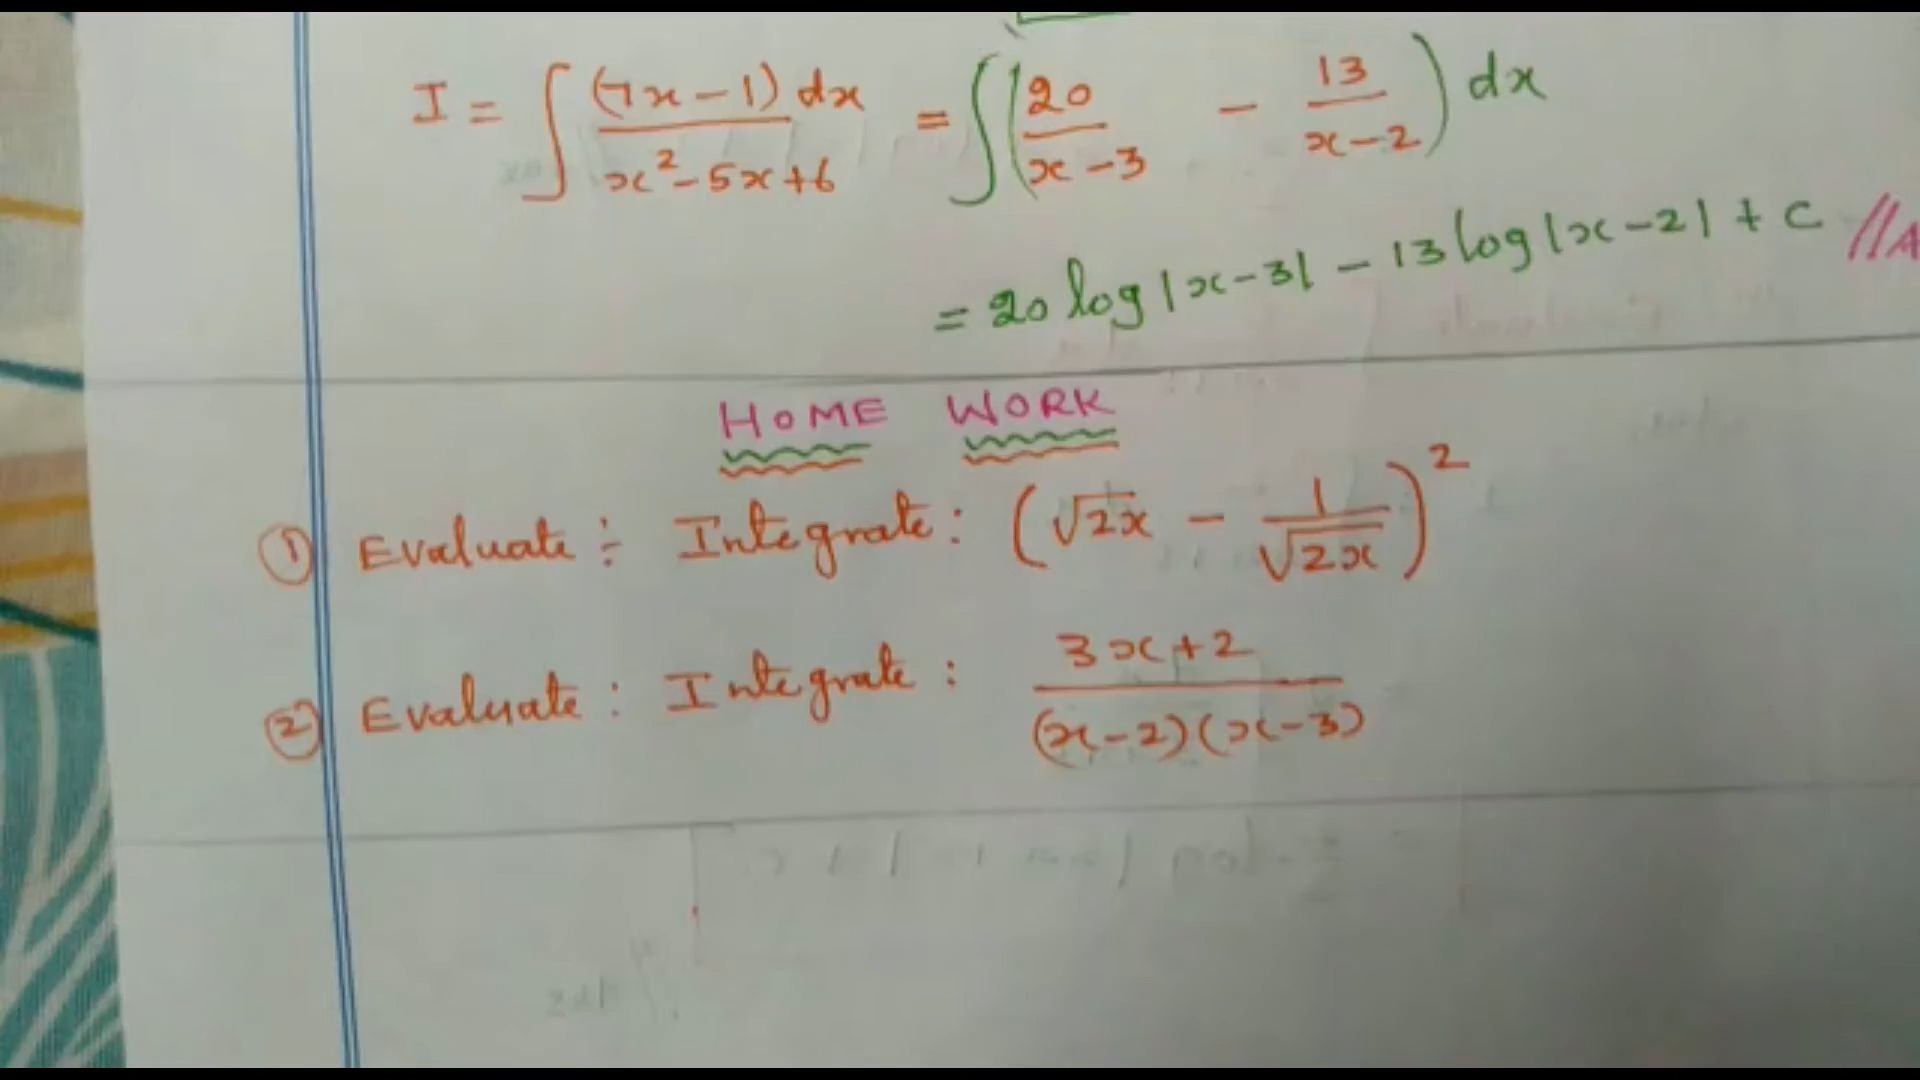 I = ∫ (7x-1) dx / x²-5x+6 = ∫ (20 / x-3 - 13 / x-2) dx
= 20 log|x-3| - 13 log|x-2| + c //A
HOME WORK
① Evaluate : Integrate : (√2x - 1/√2x)²
② Evaluate : Integrate : 3x+2 / (x-2)(x-3)